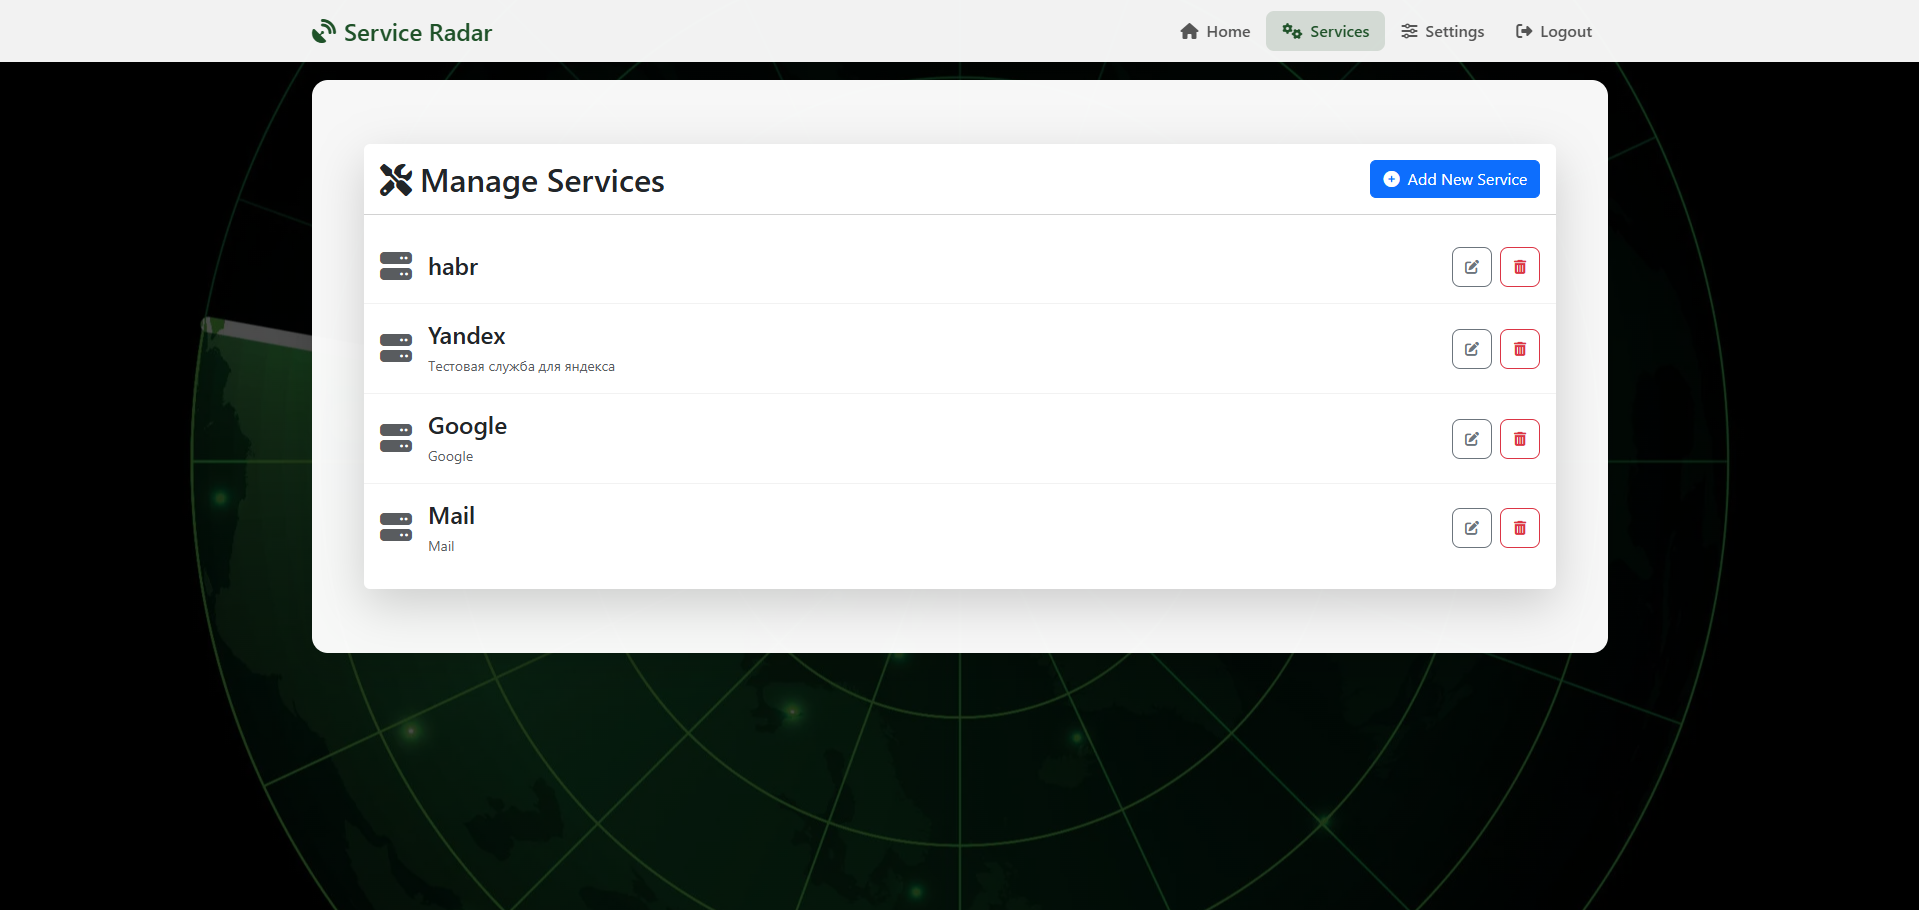 Service Radar
Home
Services
Settings
Logout
Manage Services
Add New Service
habr
Yandex
Тестовая служба для яндекса
Google
Google
Mail
Mail